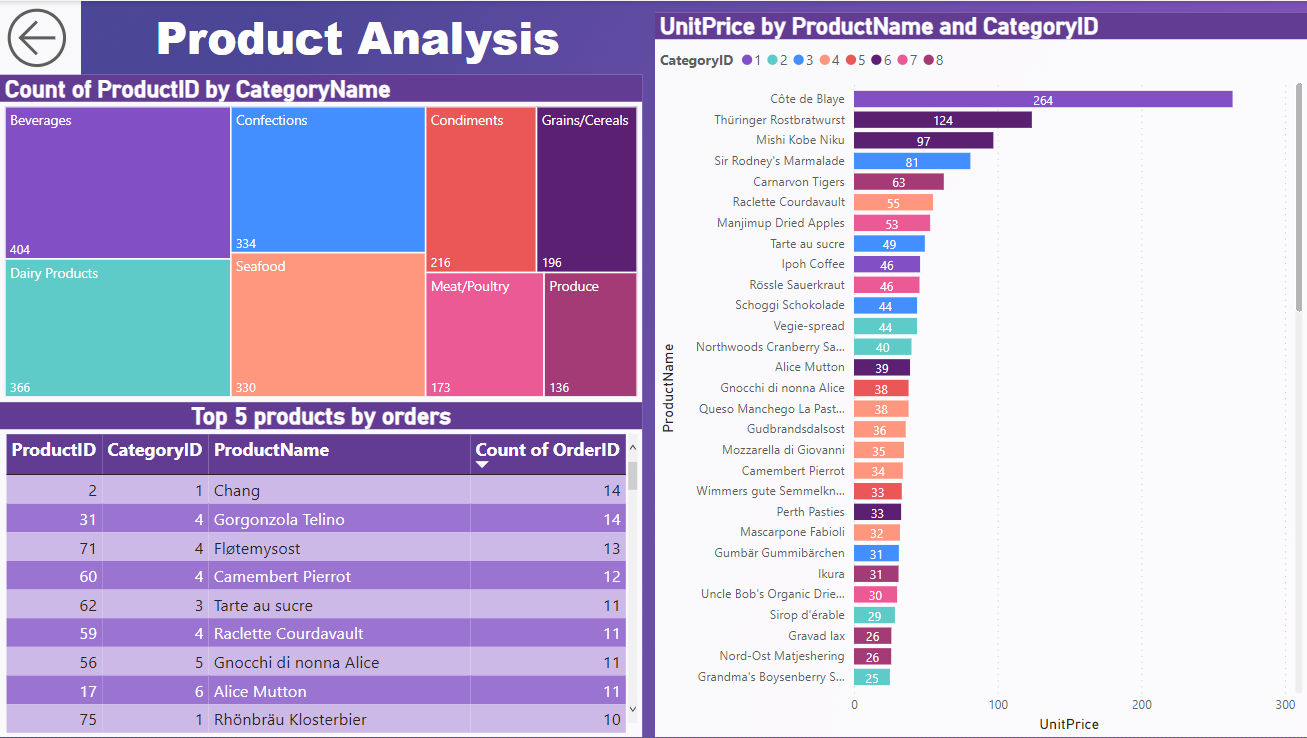 Product Analysis
Count of ProductID by CategoryName
Beverages
404
Confections
334
Condiments
216
Grains/Cereals
196
Dairy Products
366
Seafood
330
Meat/Poultry
173
Produce
136
Top 5 products by orders
ProductID CategoryID ProductName Count of OrderID
2 1 Chang 14
31 4 Gorgonzola Telino 14
71 4 Fløtemysost 13
60 4 Camembert Pierrot 12
62 3 Tarte au sucre 11
59 4 Raclette Courdavault 11
56 5 Gnocchi di nonna Alice 11
17 6 Alice Mutton 11
75 1 Rhönbräu Klosterbier 10
UnitPrice by ProductName and CategoryID
CategoryID 1 2 3 4 5 6 7 8
ProductName
Côte de Blaye 264
Thüringer Rostbratwurst 124
Mishi Kobe Niku 97
Sir Rodney's Marmalade 81
Carnarvon Tigers 63
Raclette Courdavault 55
Manjimup Dried Apples 53
Tarte au sucre 49
Ipoh Coffee 46
Rössle Sauerkraut 46
Schoggi Schokolade 44
Vegie-spread 44
Northwoods Cranberry Sa... 40
Alice Mutton 39
Gnocchi di nonna Alice 38
Queso Manchego La Past... 38
Gudbrandsdalsost 36
Mozzarella di Giovanni 35
Camembert Pierrot 34
Wimmers gute Semmelkn... 33
Perth Pasties 33
Mascarpone Fabioli 32
Gumbär Gummibärchen 31
Ikura 31
Uncle Bob's Organic Drie... 30
Sirop d'érable 29
Gravad lax 26
Nord-Ost Matjeshering 26
Grandma's Boysenberry S... 25
0 100 200 300
UnitPrice